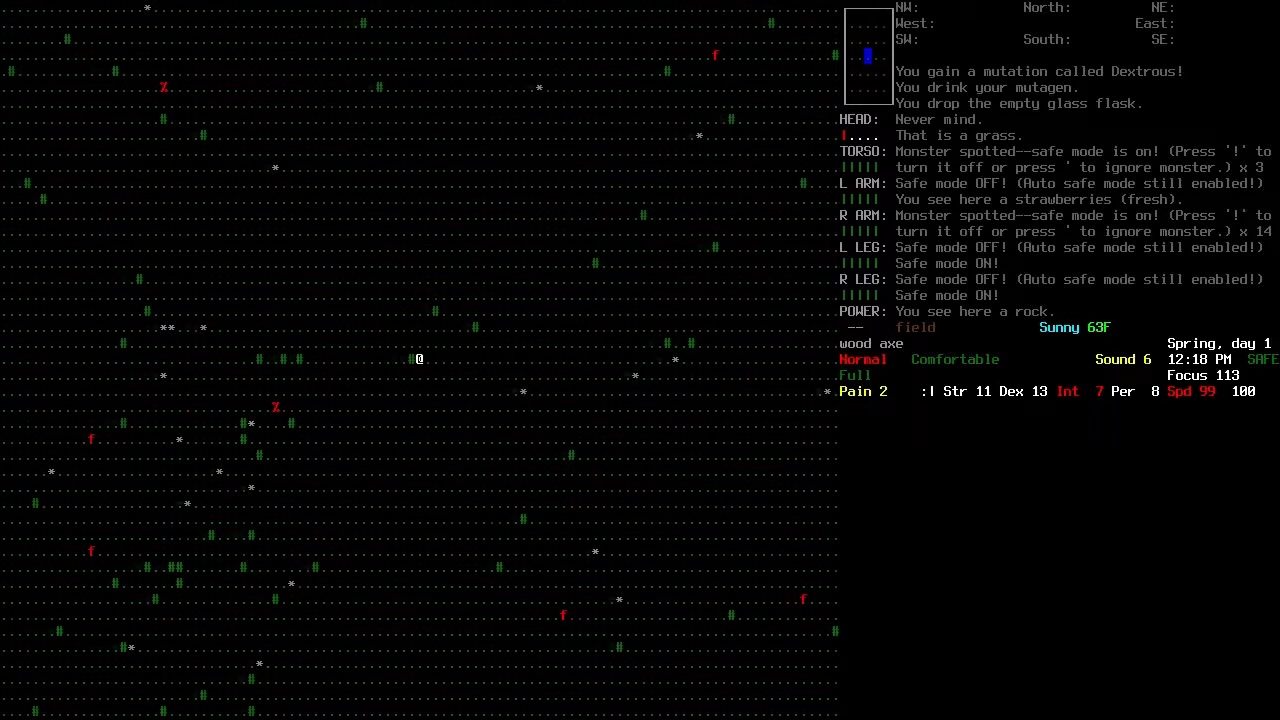 NW: North: NE:
West: East:
SW: South: SE:
You gain a mutation called Dextrous!
You drink your mutagen.
You drop the empty glass flask.
HEAD: Never mind.
|.... That is a grass.
TORSO: Monster spotted--safe mode is on! (Press '!' to
||||| turn it off or press ' to ignore monster.) x 3
L ARM: Safe mode OFF! (Auto safe mode still enabled!)
||||| You see here a strawberries (fresh).
R ARM: Monster spotted--safe mode is on! (Press '!' to
||||| turn it off or press ' to ignore monster.) x 14
L LEG: Safe mode OFF! (Auto safe mode still enabled!)
||||| Safe mode ON!
R LEG: Safe mode OFF! (Auto safe mode still enabled!)
||||| Safe mode ON!
POWER: You see here a rock.
-- field Sunny 63F
wood axe Spring, day 1
Normal Comfortable Sound 6 12:18 PM SAFE
Full Focus 113
Pain 2 :| Str 11 Dex 13 Int 7 Per 8 Spd 99 100